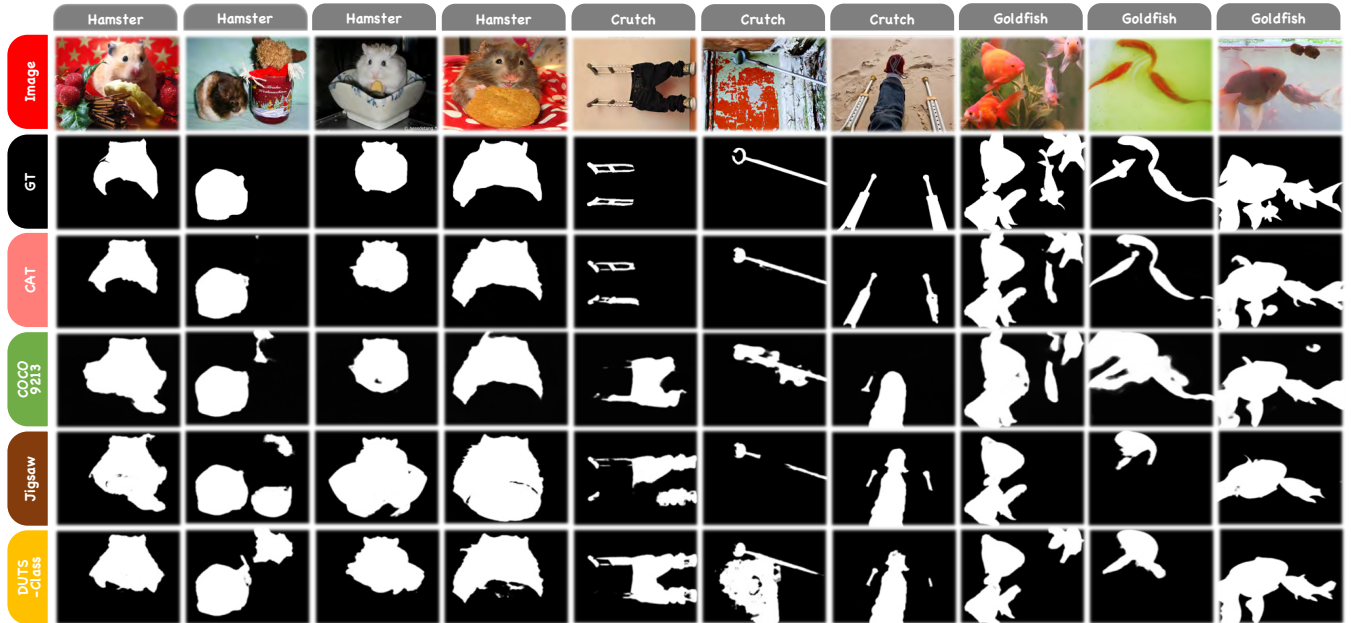 Hamster Hamster Hamster Hamster Crutch Crutch Crutch Goldfish Goldfish Goldfish
Image
GT
CAT
COCO
9213
Jigsaw
DUTS
-Class